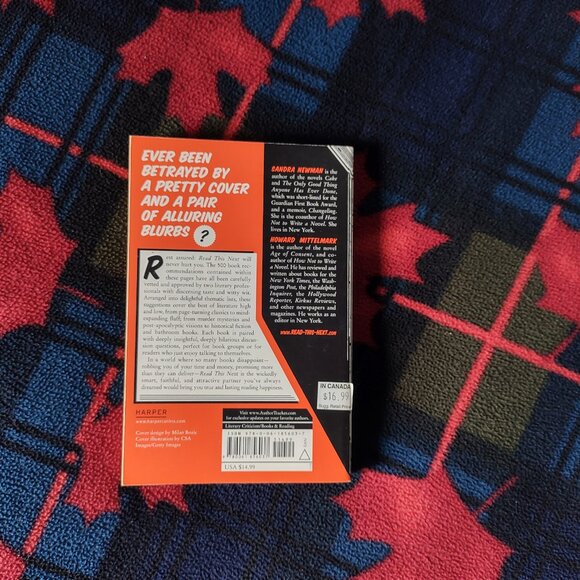 EVER BEEN
BETRAYED BY
A PRETTY COVER
AND A PAIR
OF ALLURING
BLURBS ?
Rest assured: Read This Next will
never hurt you. The 500 book rec-
ommendations contained within
these pages have all been carefully
vetted and approved by two literary professionals
with discerning taste and witty wit.
Arranged into delightful thematic lists, these
suggestions cover the best of literature high
and low, from page-turning classics to mind-
expanding fluff; from murder mysteries and
post-apocalyptic visions to historical fiction
and bathroom books. Each book is paired
with deeply insightful, deeply hilarious discus-
sion questions, perfect for book groups or for
readers who just enjoy talking to themselves.
In a world where so many books disappoint—
robbing you of your time and money, promising
more than they can deliver—Read This Next is the wickedly
smart, faithful, and attractive partner you've always
dreamed would bring you true and lasting reading happiness.
SANDRA NEWMAN is the
author of the novels Cake
and The Only Good Thing
Anyone Has Ever Done,
which was short-listed for the
Guardian First Book Award,
and a memoir, Changeling.
She is the coauthor of How
Not to Write a Novel. She
lives in New York.
HOWARD MITTELMARK
is the author of the novel
Age of Consent, and co-
author of How Not to Write
a Novel. He has reviewed and
written about books for the
New York Times, the Wash-
ington Post, the Philadelphia
Inquirer, the Hollywood
Reporter, Kirkus Reviews,
and other newspapers and
magazines. He works as an
editor in New York.
WWW.READ-THIS-NEXT.COM
IN CANADA
$16.99
HARPER
www.harpercollins.com
Cover design by Milan Bozic
Cover illustration by CSA
Images/Getty Images
Visit www.AuthorTracker.com
for exclusive updates on your favorite authors.
Literary Criticism/Books & Reading
ISBN 978-0-06-185603-7
USA $14.99